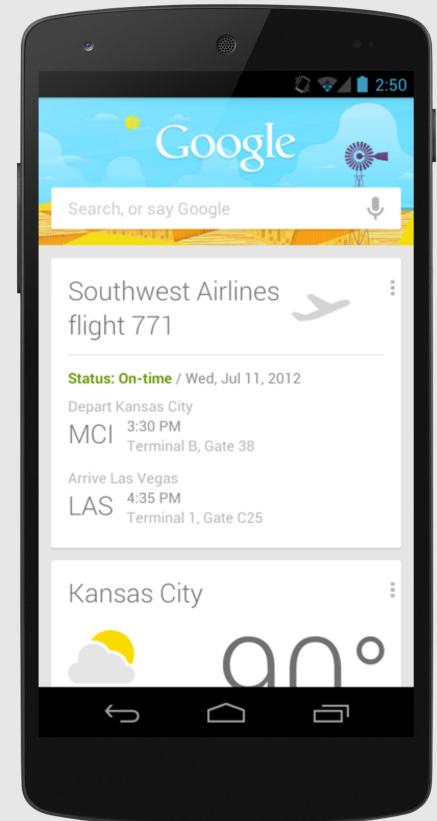 2:50
Google
Search, or say Google
Southwest Airlines
flight 771
Status: On-time / Wed, Jul 11, 2012
Depart Kansas City
MCI 3:30 PM
Terminal B, Gate 38
Arrive Las Vegas
LAS 4:35 PM
Terminal 1, Gate C25
Kansas City
90°